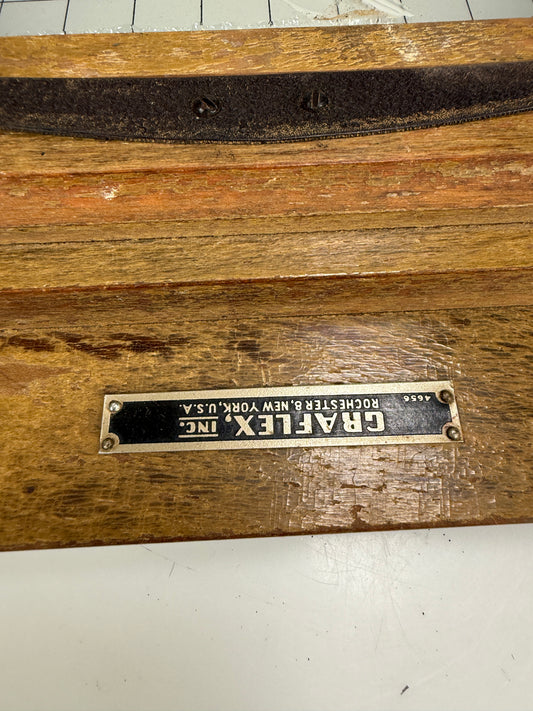 GRAFLEX, INC.
ROCHESTER 8, NEW YORK, U.S.A.
4656